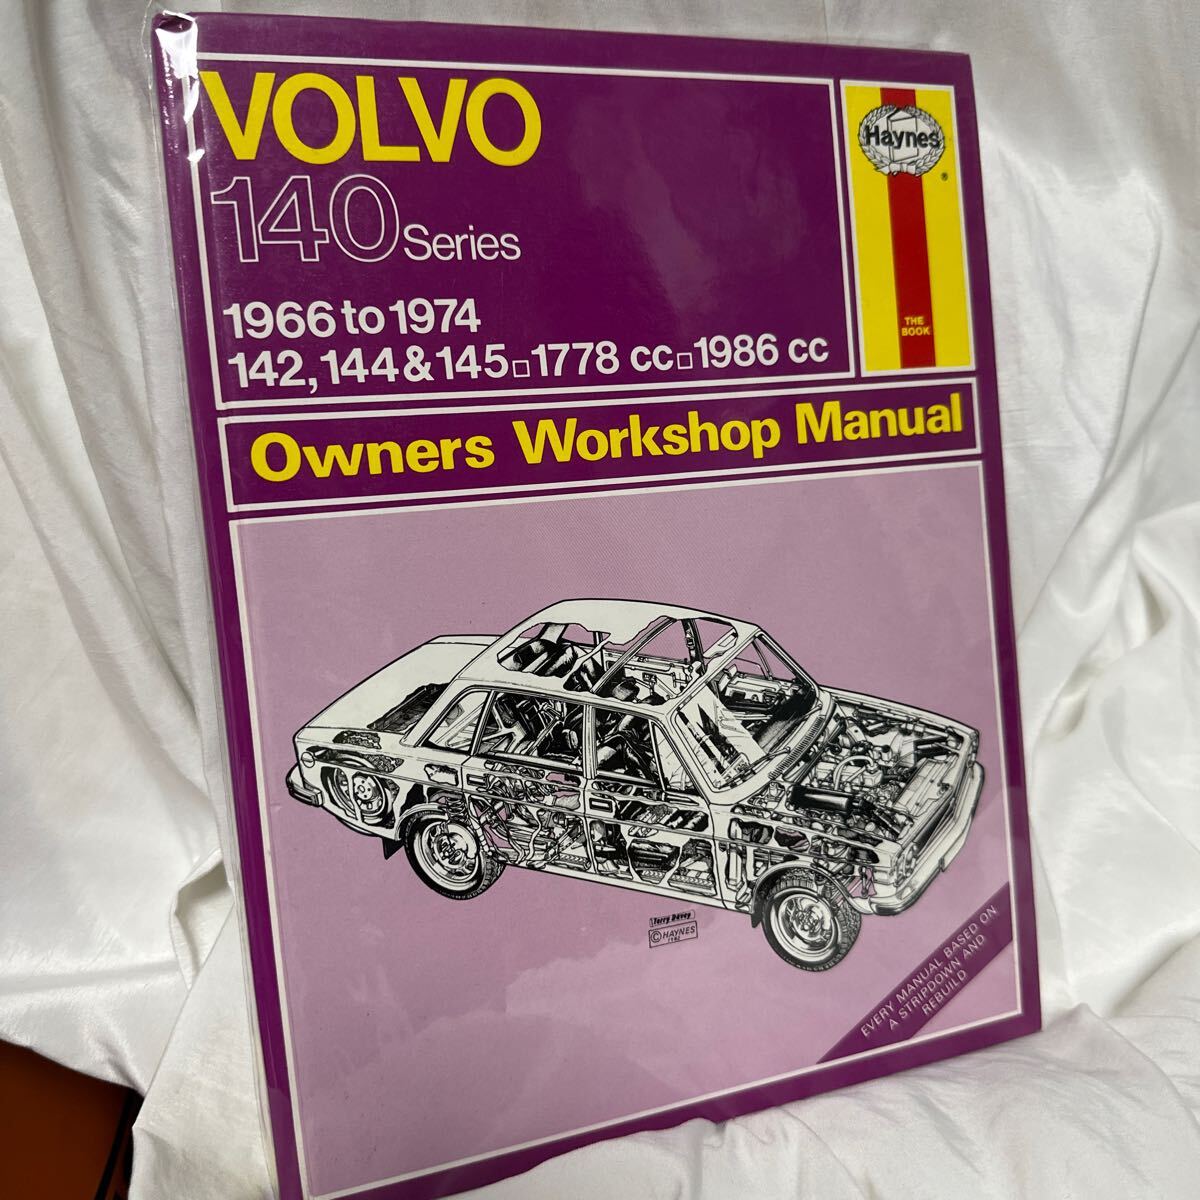 VOLVO
140 Series
1966 to 1974
142, 144 & 145 □ 1778 cc □ 1986 cc
Haynes
®
THE
BOOK
Owners Workshop Manual
Terry Davey
© HAYNES
EVERY MANUAL BASED ON
A STRIPDOWN AND
REBUILD